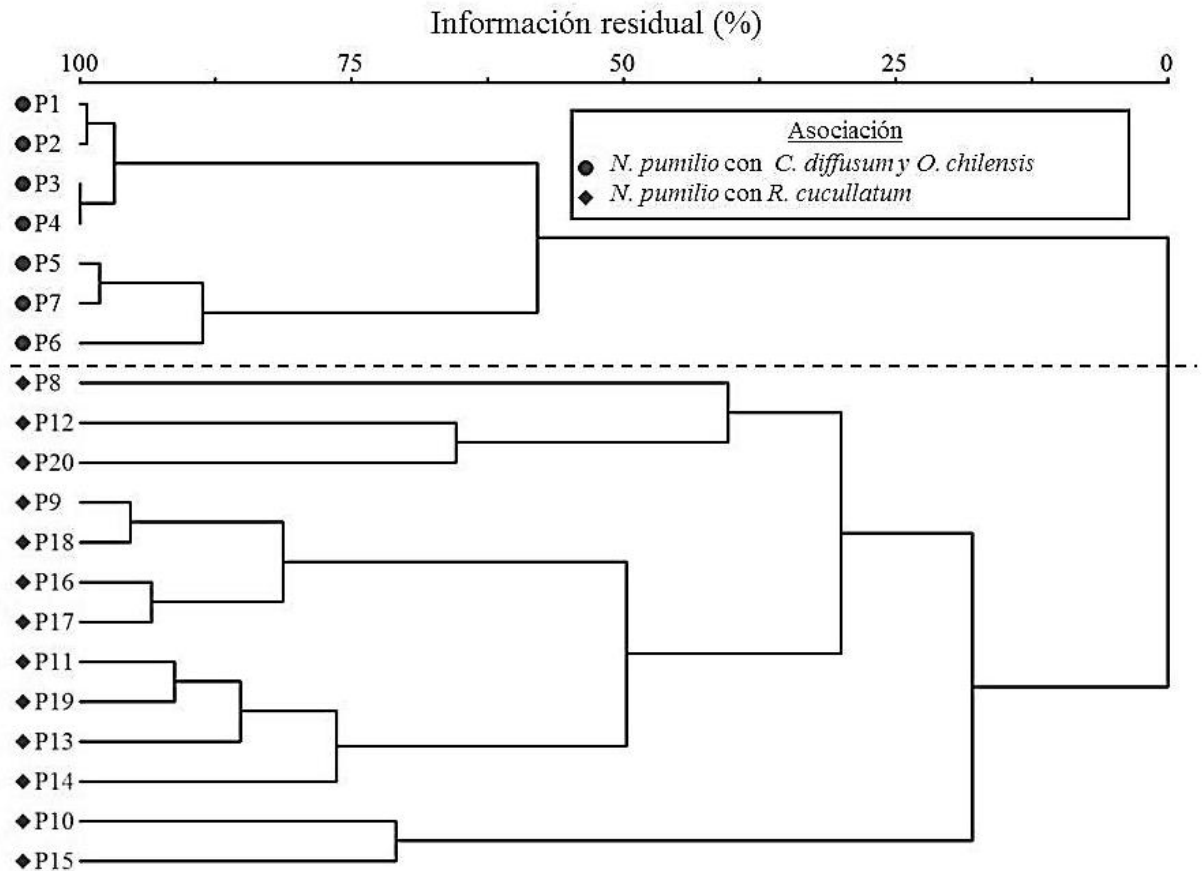 Información residual (%)
100 75 50 25 0
P1
P2
P3
P4
P5
P7
P6
P8
P12
P20
P9
P18
P16
P17
P11
P19
P13
P14
P10
P15
Asociación
N. pumilio con C. diffusum y O. chilensis
N. pumilio con R. cucullatum